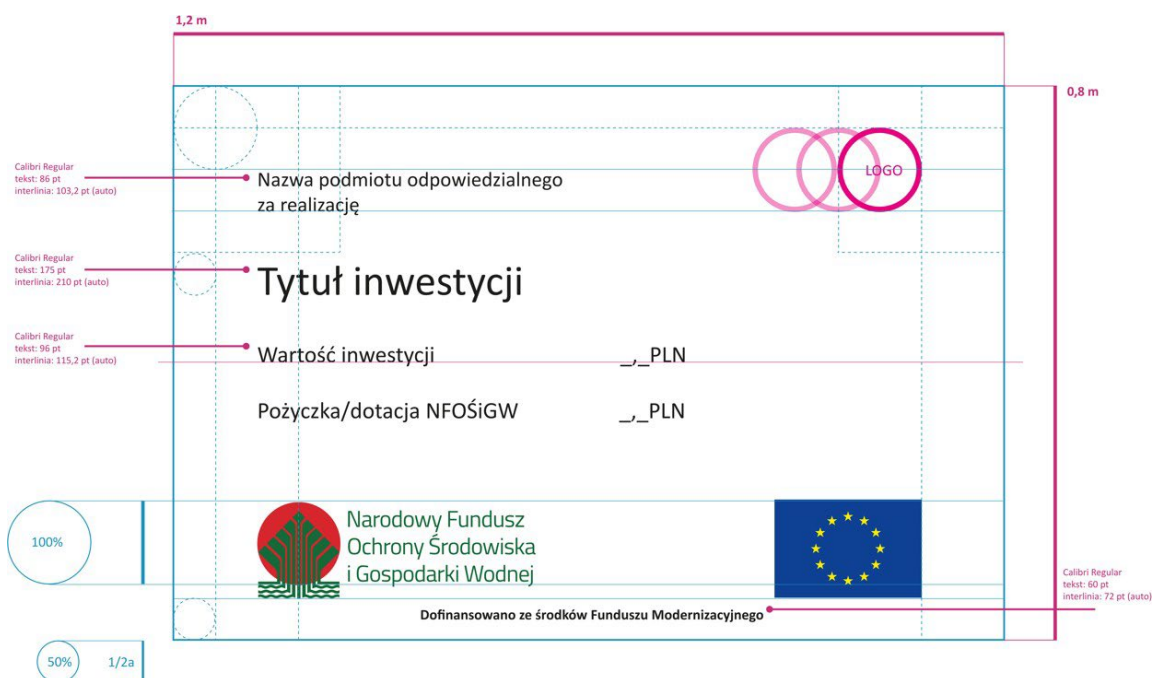 1,2 m
0,8 m
Calibri Regular
tekst: 86 pt
interlinia: 103,2 pt (auto)
Nazwa podmiotu odpowiedzialnego
za realizację
LOGO
Calibri Regular
tekst: 175 pt
interlinia: 210 pt (auto)
Tytuł inwestycji
Calibri Regular
tekst: 96 pt
interlinia: 115,2 pt (auto)
Wartość inwestycji _,_PLN
Pożyczka/dotacja NFOŚiGW _,_PLN
100%
Narodowy Fundusz
Ochrony Środowiska
i Gospodarki Wodnej
Calibri Regular
tekst: 60 pt
interlinia: 72 pt (auto)
Dofinansowano ze środków Funduszu Modernizacyjnego
50% 1/2a